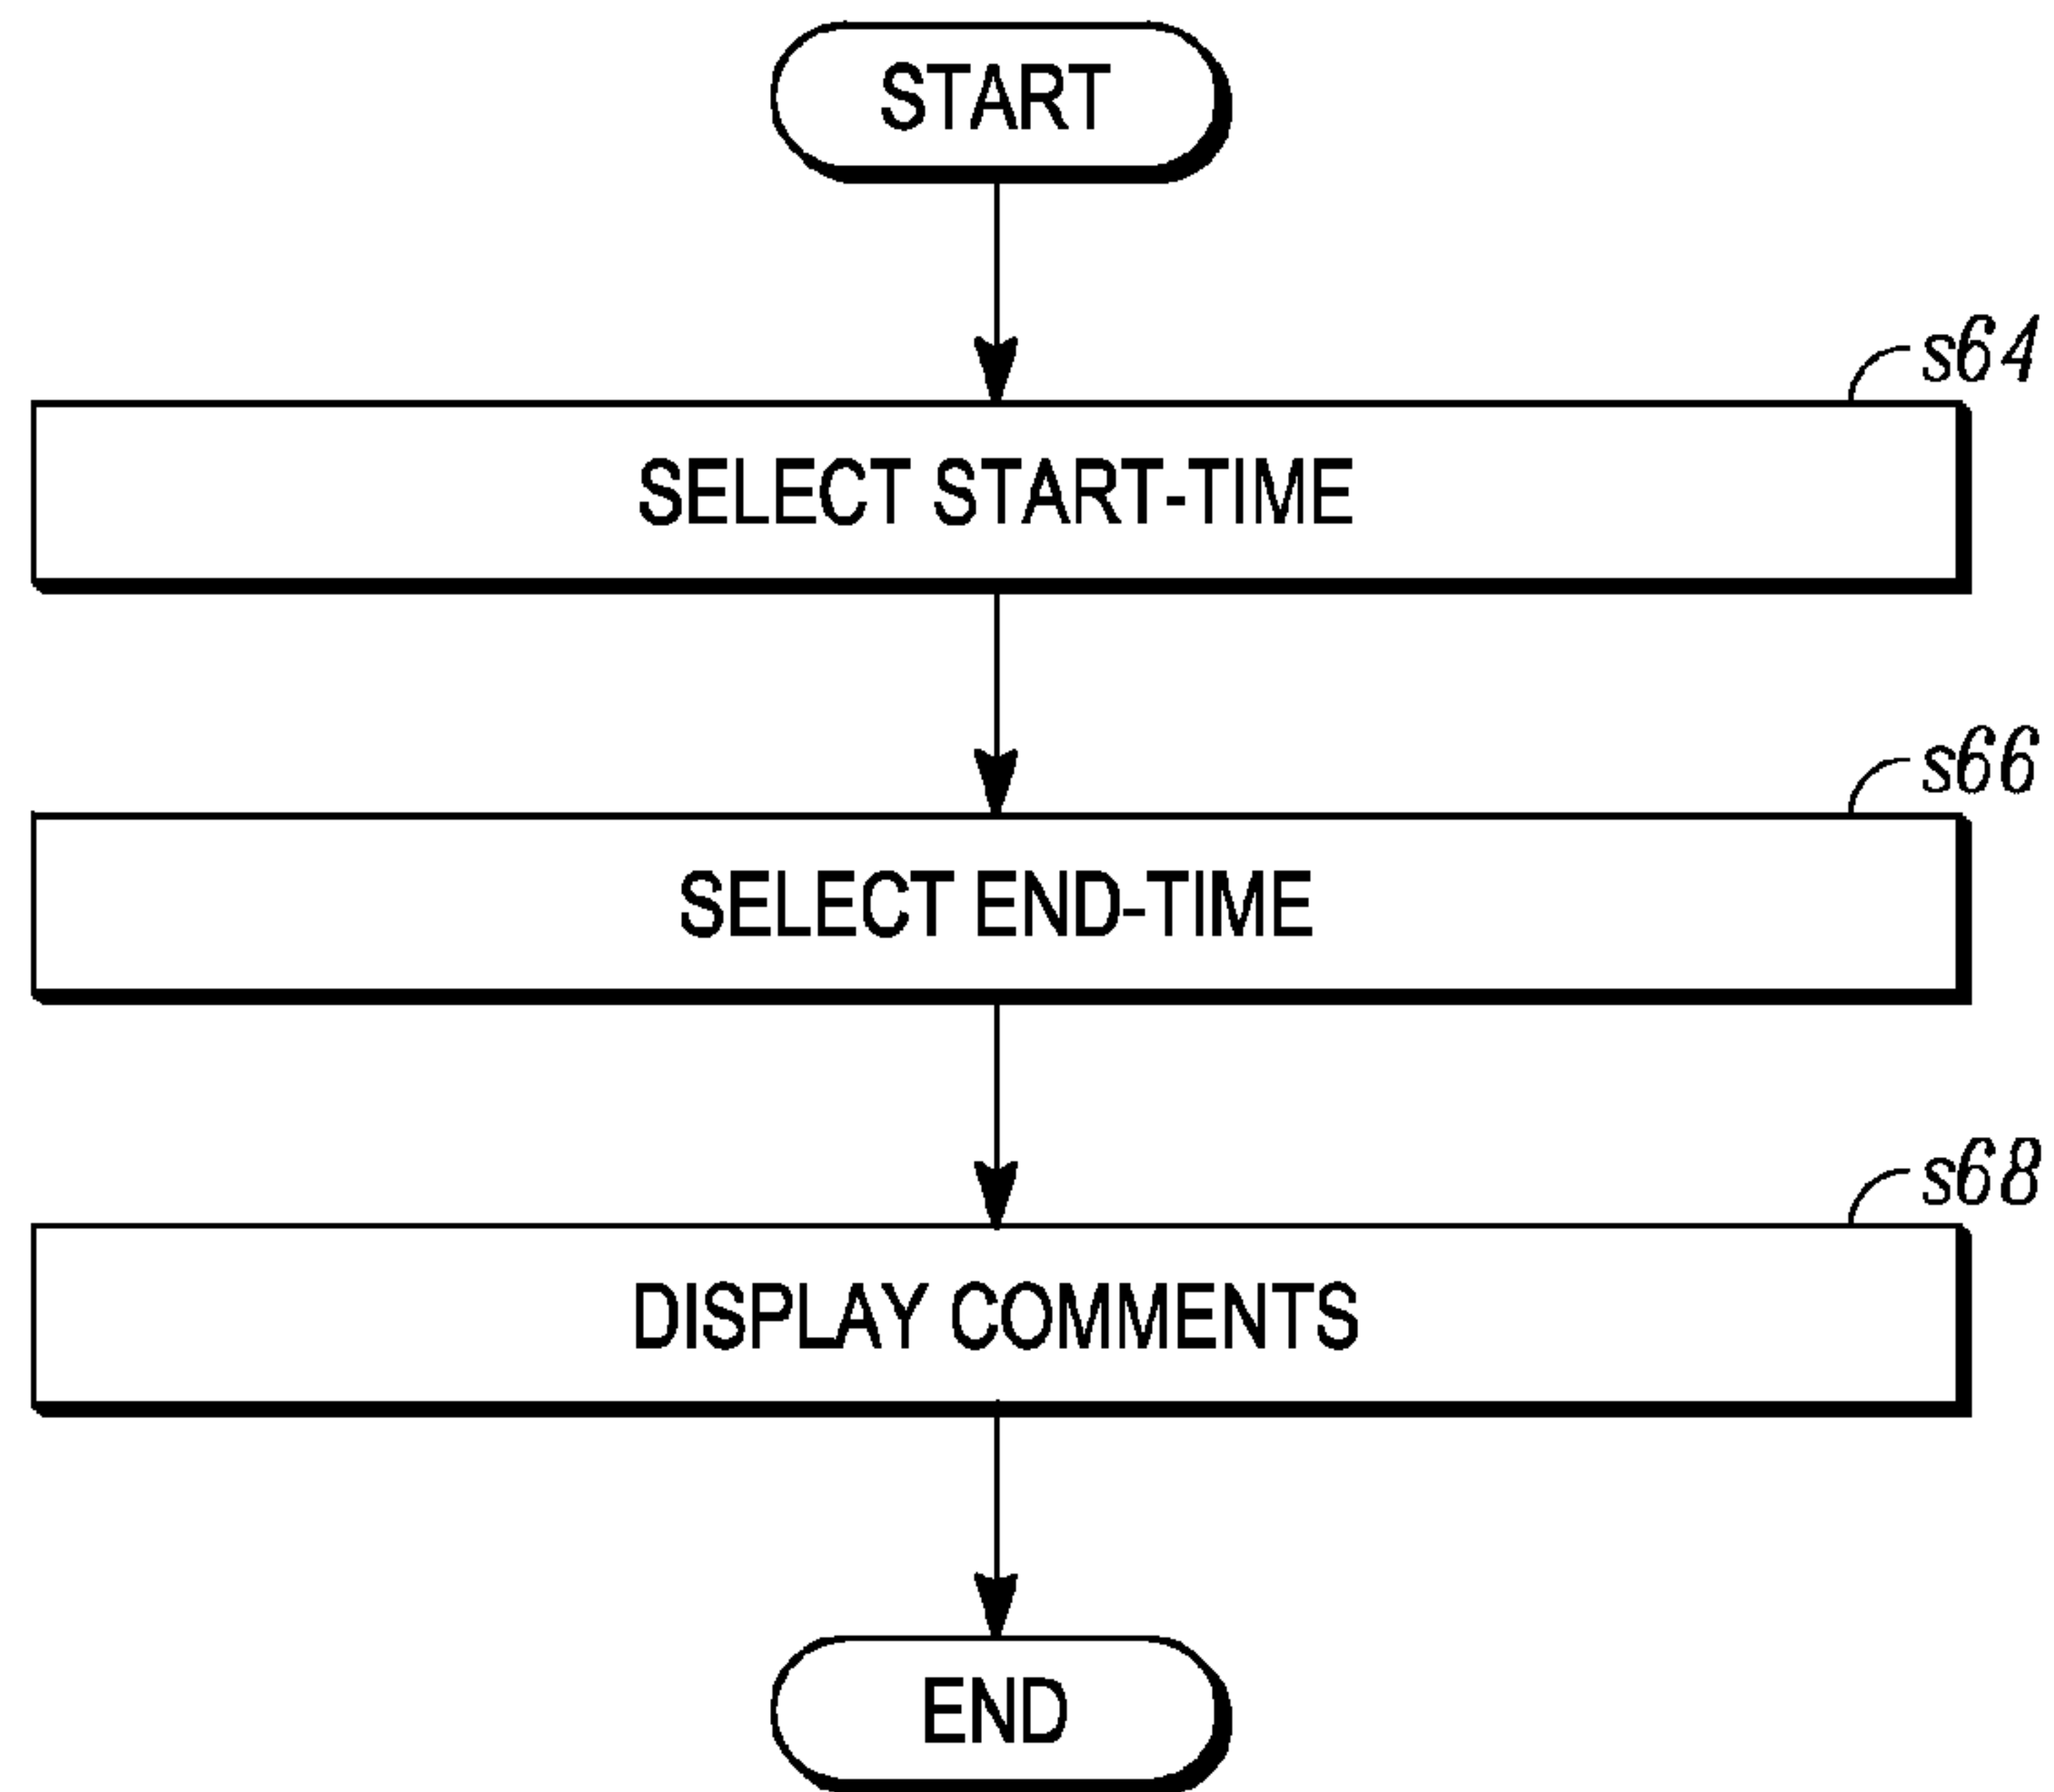 START
s64
SELECT START-TIME
s66
SELECT END-TIME
s68
DISPLAY COMMENTS
END